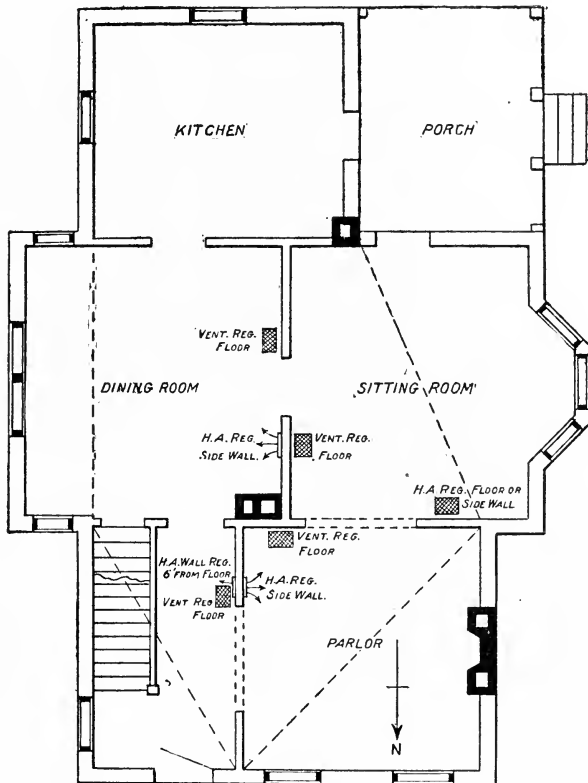 KITCHEN
PORCH
VENT. REG.
FLOOR
DINING ROOM
SITTING ROOM
H.A. REG.
SIDE WALL.
VENT. REG.
FLOOR
H.A REG. FLOOR OR
SIDE WALL
VENT. REG.
FLOOR
H.A. WALL REG.
6' FROM FLOOR
VENT REG
FLOOR
H.A. REG.
SIDE WALL.
PARLOR
N